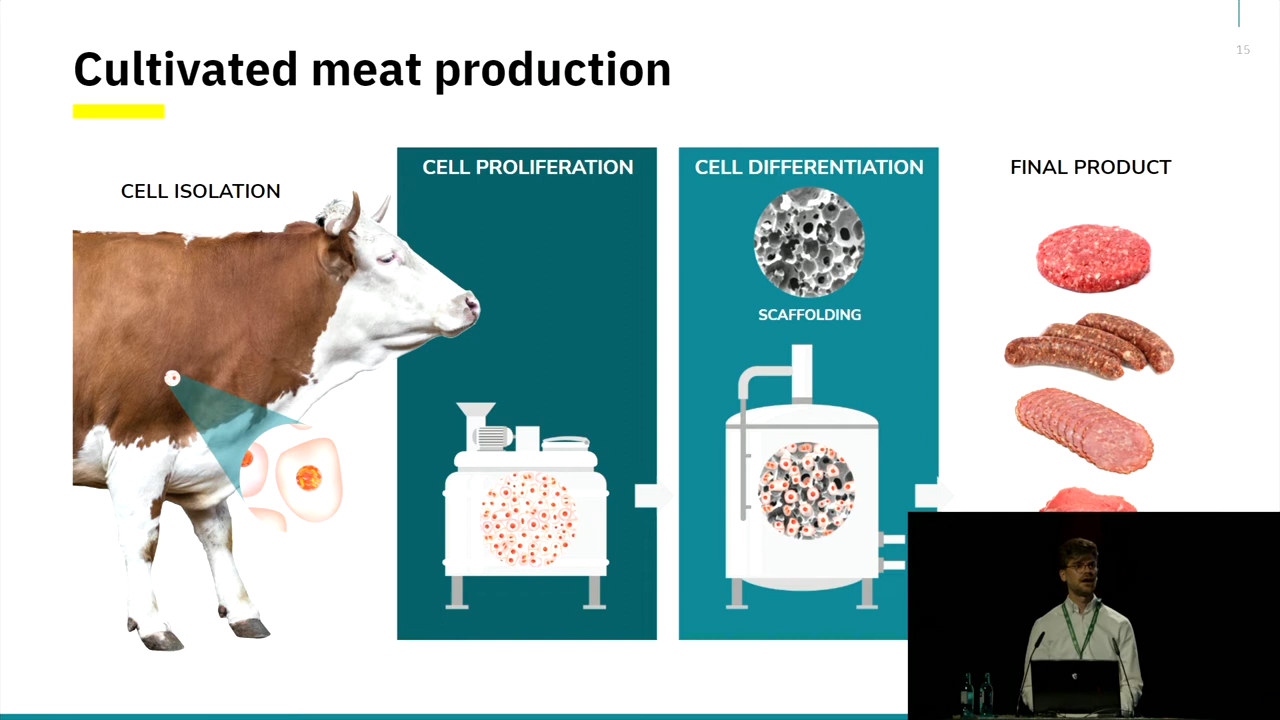 15
Cultivated meat production
CELL ISOLATION
CELL PROLIFERATION
CELL DIFFERENTIATION
SCAFFOLDING
FINAL PRODUCT